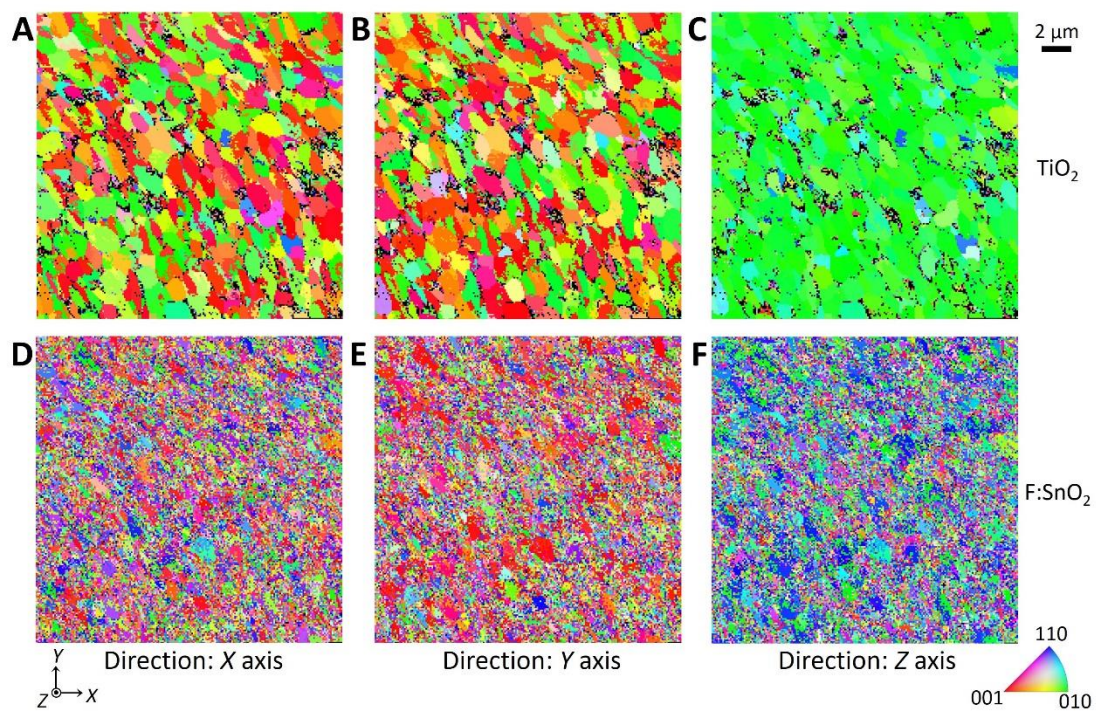 A
B
C
2 μm
TiO2
D
E
F
F:SnO2
Direction: X axis
Direction: Y axis
Direction: Z axis
Y
Z
X
110
001
010